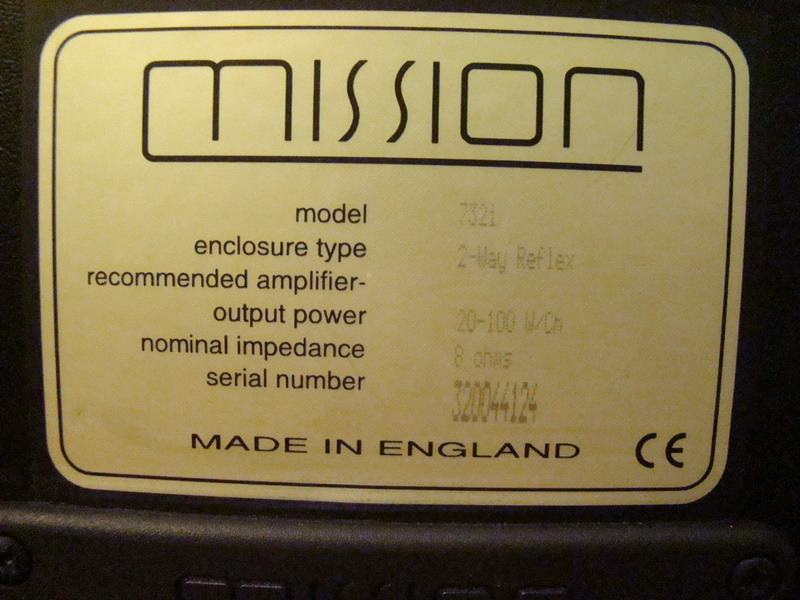 mission
model 732i
enclosure type 2-Way Reflex
recommended amplifier-
output power 20-100 W/Ch
nominal impedance 8 ohms
serial number 320044124
MADE IN ENGLAND CE